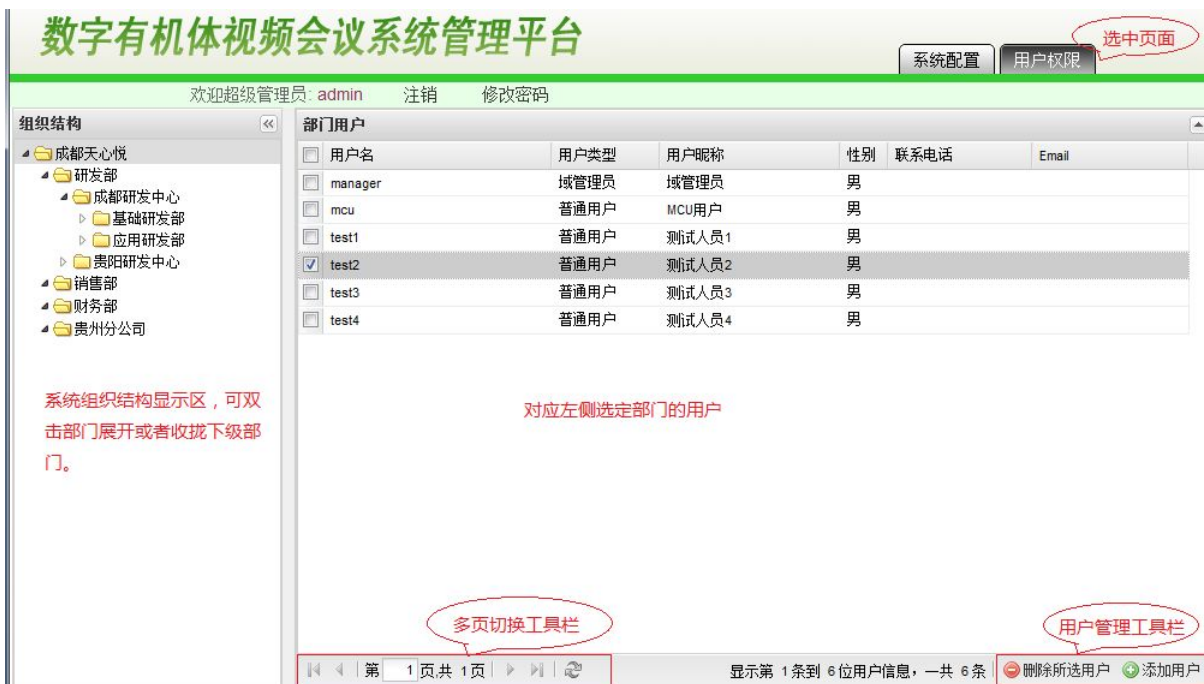 数字有机体视频会议系统管理平台
选中页面
系统配置
用户权限
欢迎超级管理员: admin 注销 修改密码
组织结构
成都天心悦
研发部
成都研发中心
基础研发部
应用研发部
贵阳研发中心
销售部
财务部
贵州分公司
系统组织结构显示区，可双
击部门展开或者收拢下级部
门。
部门用户
用户名 用户类型 用户昵称 性别 联系电话 Email
manager 域管理员 域管理员 男
mcu 普通用户 MCU用户 男
test1 普通用户 测试人员1 男
test2 普通用户 测试人员2 男
test3 普通用户 测试人员3 男
test4 普通用户 测试人员4 男
对应左侧选定部门的用户
多页切换工具栏
用户管理工具栏
第 1 页,共 1页 显示第 1条到 6位用户信息，一共 6条 删除所选用户 添加用户